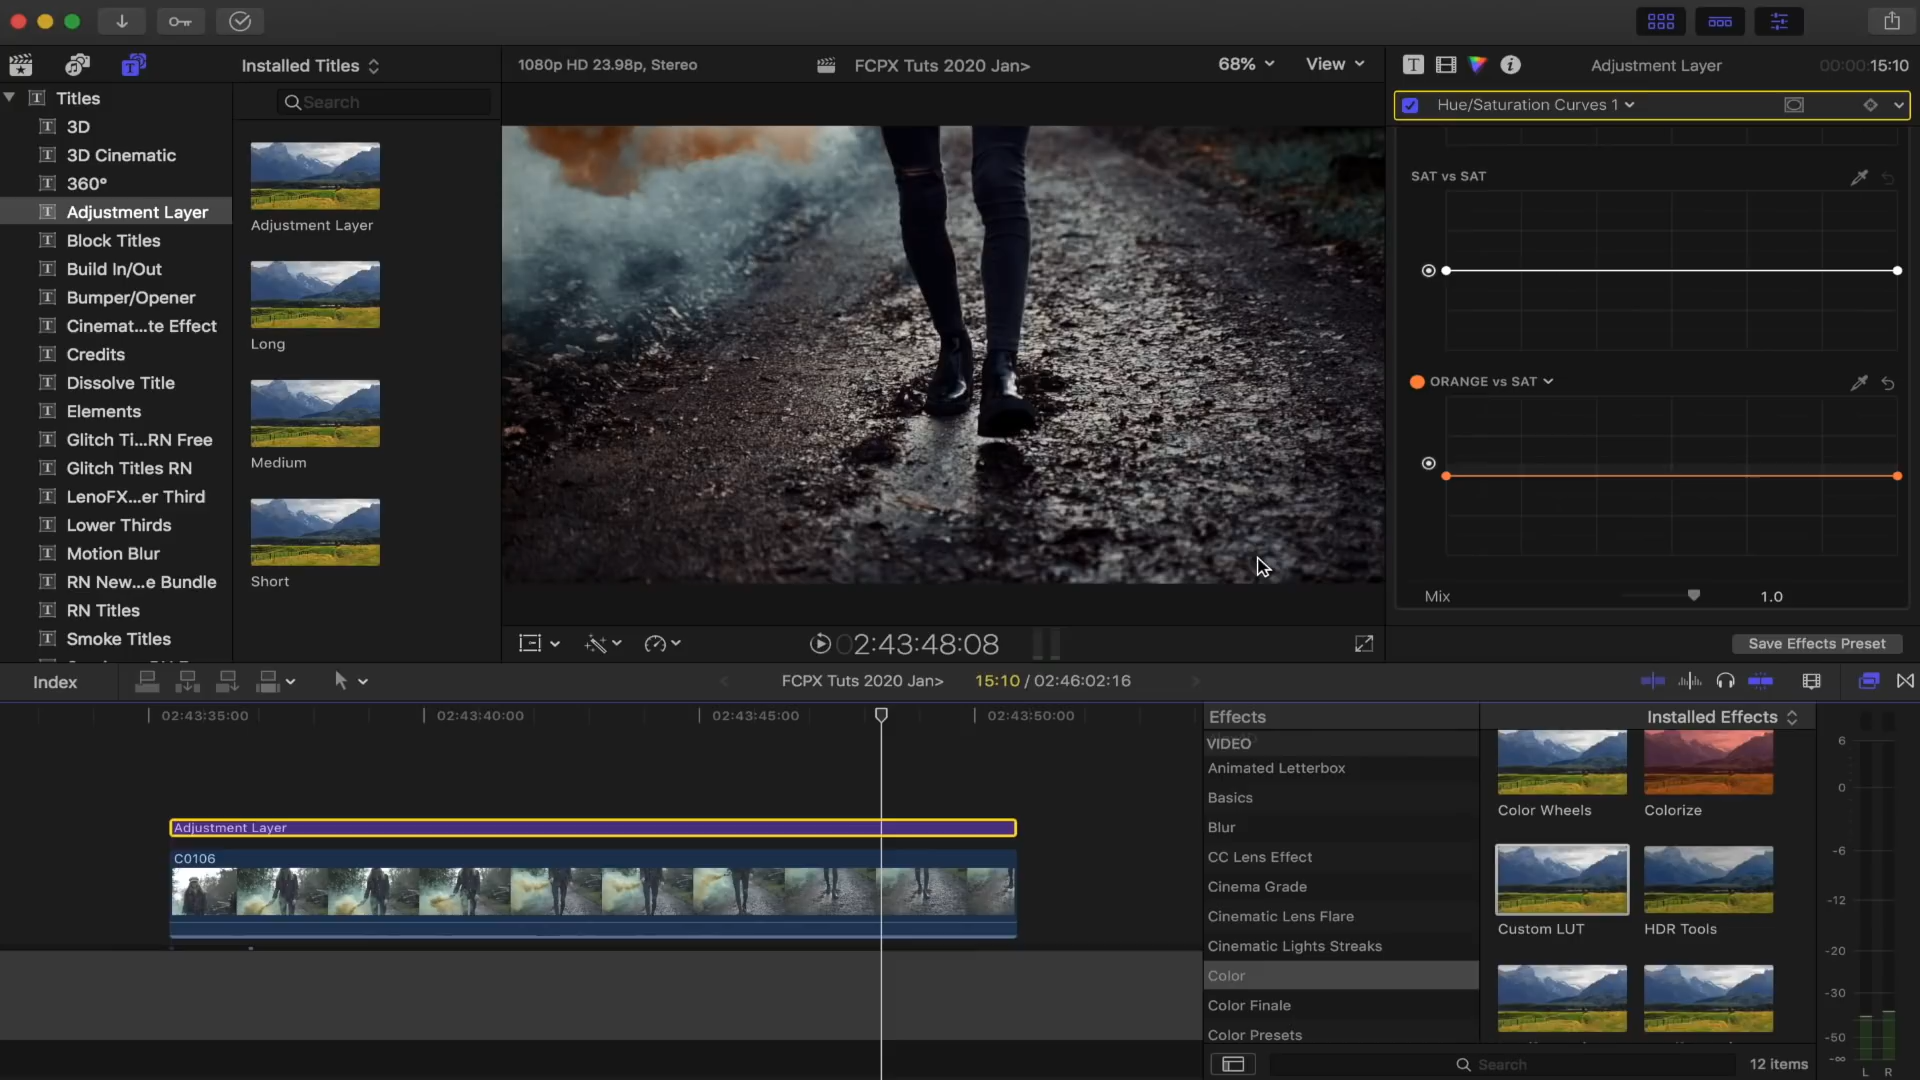 Installed Titles
1080p HD 23.98p, Stereo
FCPX Tuts 2020 Jan>
68%
View
Adjustment Layer
00:00:15:10
Titles
3D
3D Cinematic
360°
Adjustment Layer
Block Titles
Build In/Out
Bumper/Opener
Cinemat...te Effect
Credits
Dissolve Title
Elements
Glitch Ti...RN Free
Glitch Titles RN
LenoFX...er Third
Lower Thirds
Motion Blur
RN New...e Bundle
RN Titles
Smoke Titles
Search
Adjustment Layer
Long
Medium
Short
Hue/Saturation Curves 1
SAT vs SAT
ORANGE vs SAT
Mix
1.0
Save Effects Preset
02:43:48:08
Index
FCPX Tuts 2020 Jan>
15:10 / 02:46:02:16
02:43:35:00
02:43:40:00
02:43:45:00
02:43:50:00
Adjustment Layer
C0106
Effects
VIDEO
Animated Letterbox
Basics
Blur
CC Lens Effect
Cinema Grade
Cinematic Lens Flare
Cinematic Lights Streaks
Color
Color Finale
Color Presets
Installed Effects
Color Wheels
Colorize
Custom LUT
HDR Tools
Search
12 items
6
0
-6
-12
-20
-30
-50
-∞
L R